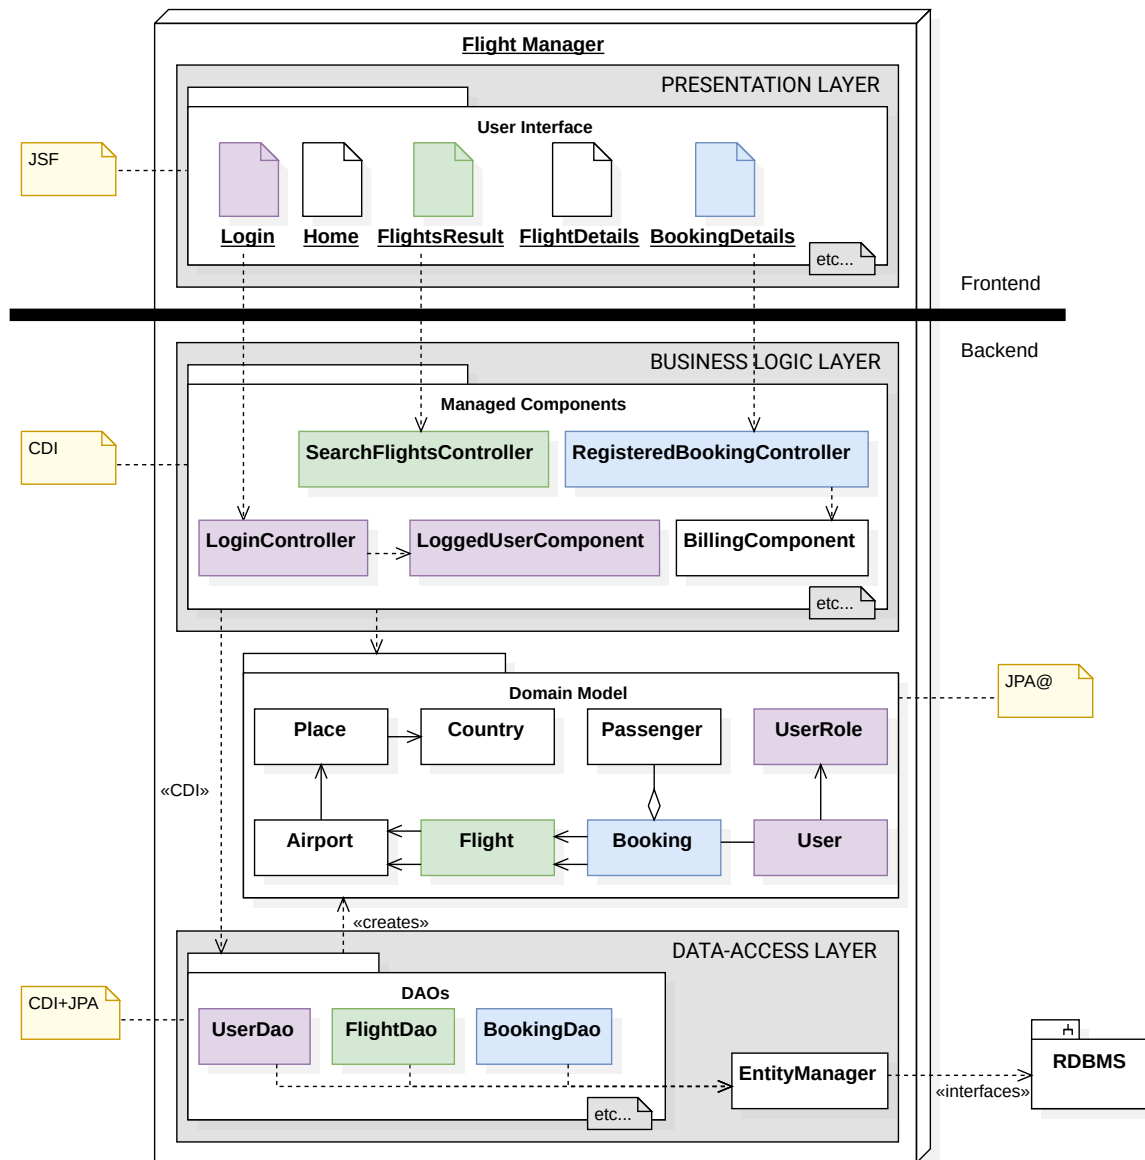 Flight Manager
PRESENTATION LAYER
User Interface
JSF
Login
Home
FlightsResult
FlightDetails
BookingDetails
etc...
Frontend
Backend
BUSINESS LOGIC LAYER
Managed Components
CDI
SearchFlightsController
RegisteredBookingController
LoginController
LoggedUserComponent
BillingComponent
etc...
Domain Model
JPA@
Place
Country
Passenger
UserRole
«CDI»
Airport
Flight
Booking
User
«creates»
DATA-ACCESS LAYER
DAOs
CDI+JPA
UserDao
FlightDao
BookingDao
EntityManager
RDBMS
«interfaces»
etc...